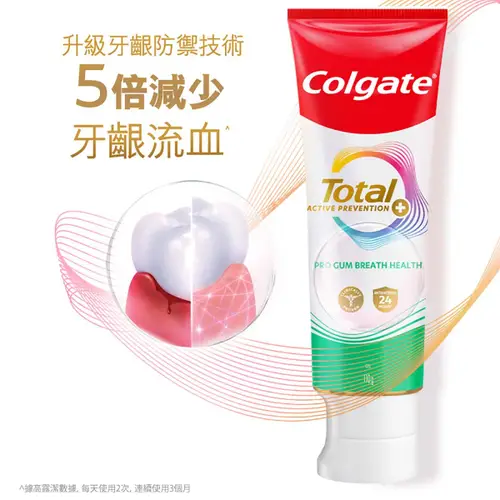 升級牙齦防禦技術
5倍減少
牙齦流血^
Colgate®
Total
ACTIVE PREVENTION +
PRO GUM BREATH HEALTH
24
110g
^據高露潔數據, 每天使用2次, 連續使用3個月